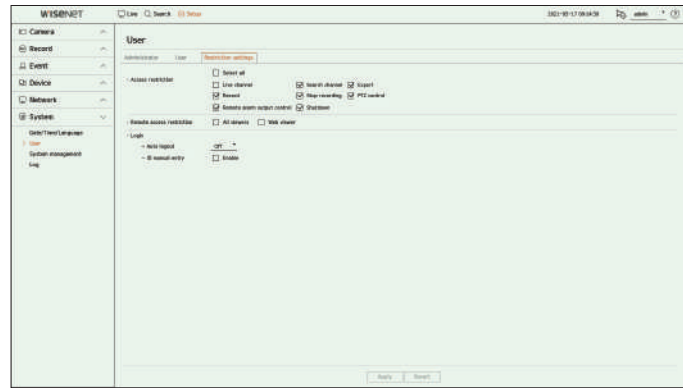 WISENET
Live Search Setup
admin
Camera
Record
Event
Device
Network
System
Date/Time/Language
User
System management
Log
User
Administrator User Restriction settings
Access restriction
Select all
Live channel Search channel Export
Record Stop recording PTZ control
Remote alarm output control Shutdown
Remote access restriction All viewers Web viewer
Login
Auto logout Off
ID manual entry Enable
Apply Revert